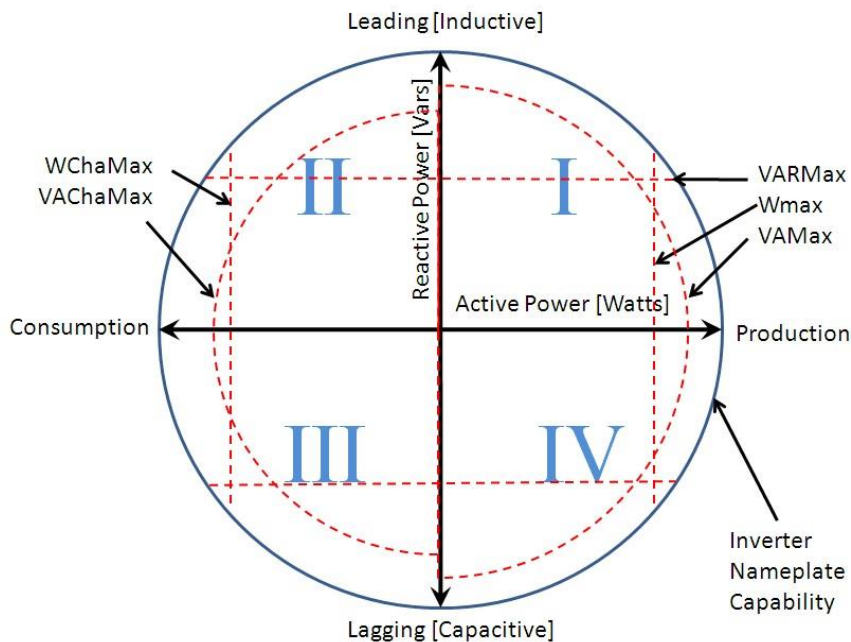 Leading [Inductive]
Reactive Power [Vars]
II
I
WChaMax
VAChaMax
VARMax
Wmax
VAMax
Active Power [Watts]
Consumption
Production
III
IV
Inverter
Nameplate
Capability
Lagging [Capacitive]